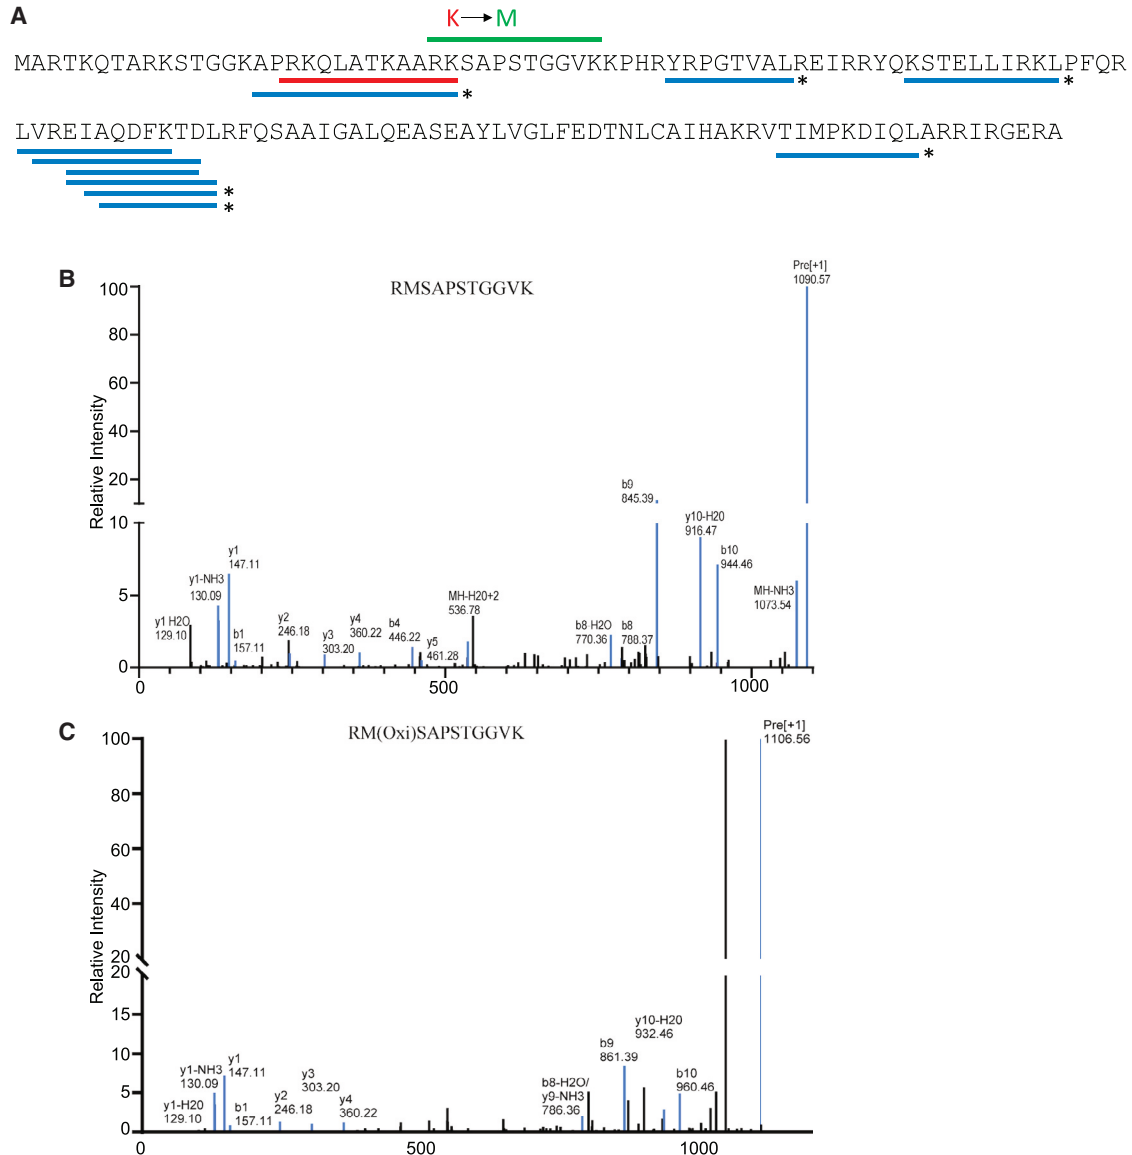 A
K→M
MARTKQTARKSTGGKAPRKQLATKAARKSAPSTGGVKKPHRYRPGTVALREIRRYQKSTELLIRKLPFQR
* * *
LVREIAQDFKTDLRFQSAAIGALQEASEAYLVGLFEDTNLCAIHAKRVTIMPKDIQLARRIRGERA
*
*
*
B
RMSAPSTGGVK
Pre[+1]
1090.57
Relative Intensity
100
80
60
40
20
10
5
0
y1 H2O
129.10
y1-NH3
130.09
y1
147.11
b1
157.11
y2
246.18
y3
303.20
y4
360.22
b4
446.22
y5
461.28
MH-H20+2
536.78
b8-H2O
770.36
b8
788.37
b9
845.39
y10-H20
916.47
b10
944.46
MH-NH3
1073.54
0 500 1000
C
RM(Oxi)SAPSTGGVK
Pre[+1]
1106.56
Relative Intensity
100
80
60
40
20
20
15
10
5
0
y1-H20
129.10
y1-NH3
130.09
y1
147.11
b1
157.11
y2
246.18
y3
303.20
y4
360.22
b8-H2O/
y9-NH3
786.36
b9
861.39
y10-H20
932.46
b10
960.46
0 500 1000